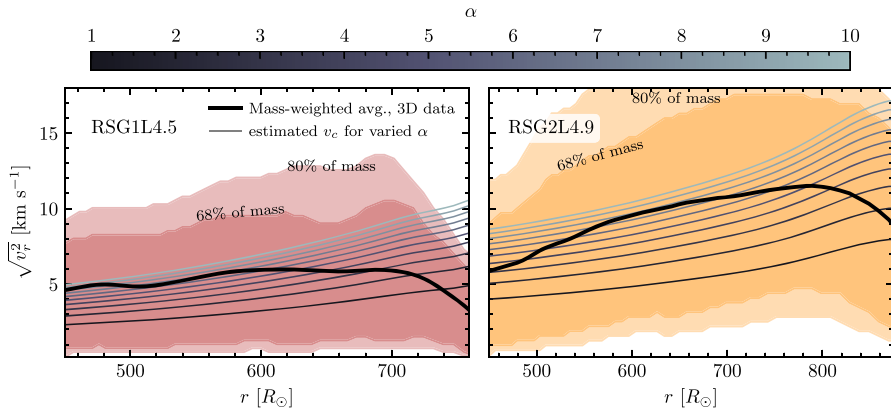 α
1 2 3 4 5 6 7 8 9 10
RSG1L4.5
Mass-weighted avg., 3D data
estimated v_c for varied α
80% of mass
68% of mass
RSG2L4.9
80% of mass
68% of mass
√v_r^2 [km s⁻¹]
15
10
5
500 600 700
500 600 700 800
r [R⊙]
r [R⊙]